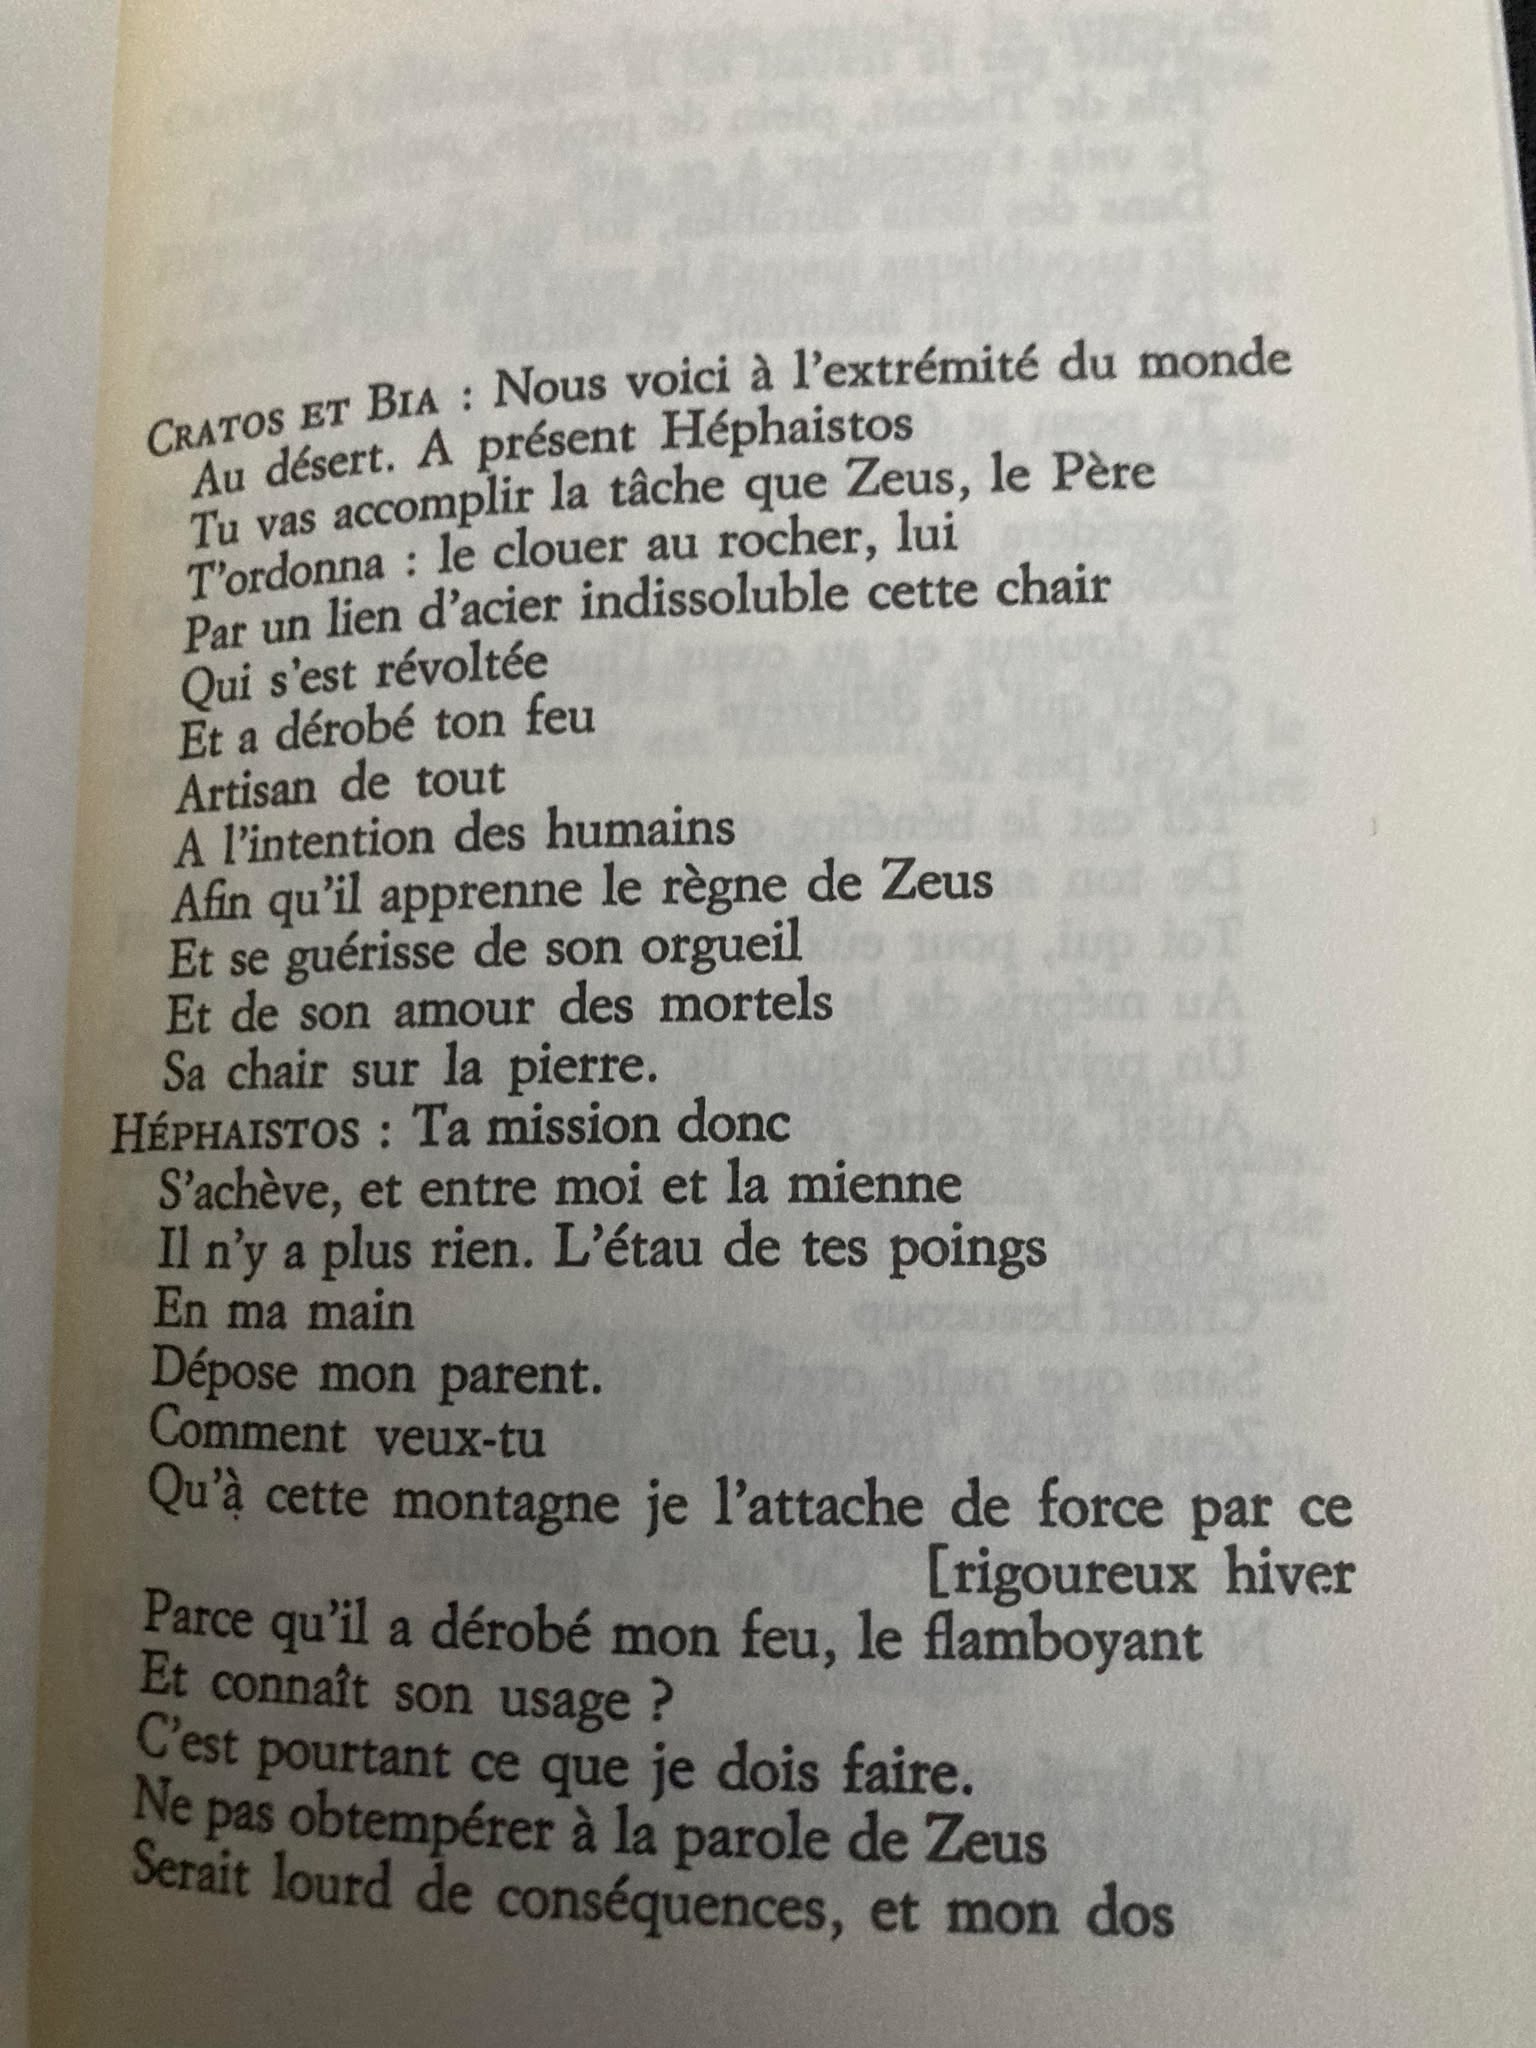 CRATOS ET BIA : Nous voici à l'extrémité du monde
Au désert. A présent Héphaistos
Tu vas accomplir la tâche que Zeus, le Père
T'ordonna : le clouer au rocher, lui
Par un lien d'acier indissoluble cette chair
Qui s'est révoltée
Et a dérobé ton feu
Artisan de tout
A l'intention des humains
Afin qu'il apprenne le règne de Zeus
Et se guérisse de son orgueil
Et de son amour des mortels
Sa chair sur la pierre.
HÉPHAISTOS : Ta mission donc
S'achève, et entre moi et la mienne
Il n'y a plus rien. L'étau de tes poings
En ma main
Dépose mon parent.
Comment veux-tu
Qu'à cette montagne je l'attache de force par ce
[rigoureux hiver
Parce qu'il a dérobé mon feu, le flamboyant
Et connaît son usage ?
C'est pourtant ce que je dois faire.
Ne pas obtempérer à la parole de Zeus
Serait lourd de conséquences, et mon dos